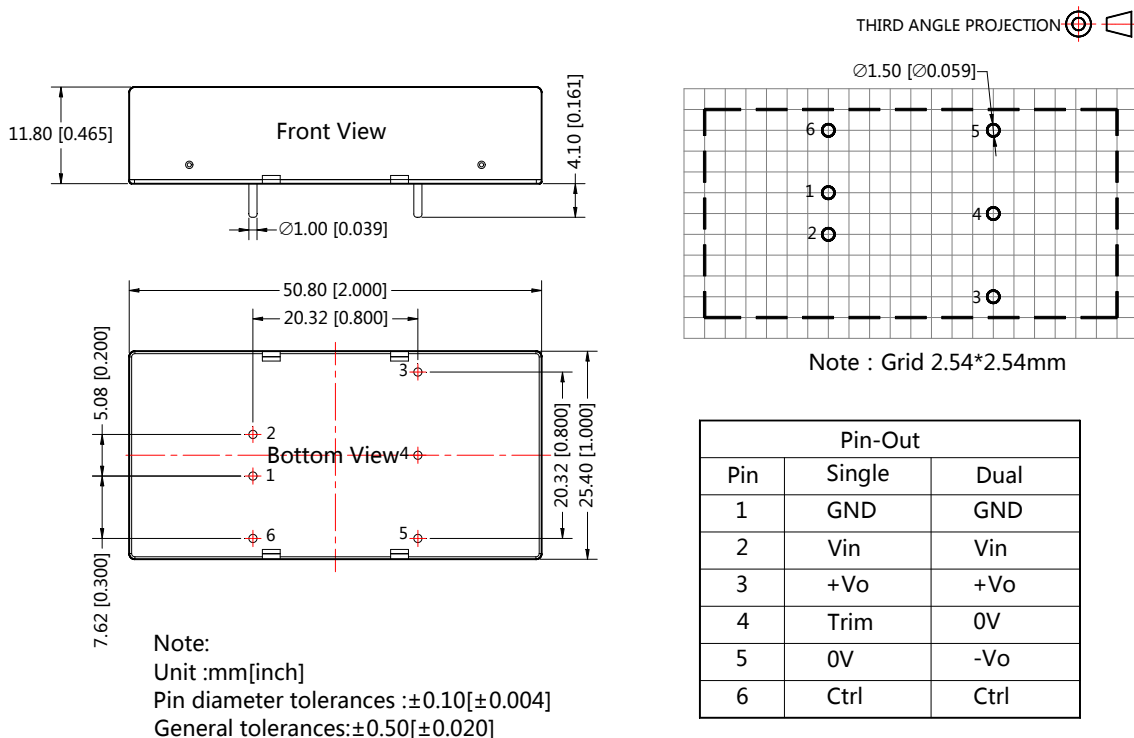 THIRD ANGLE PROJECTION
∅1.50 [∅0.059]
11.80 [0.465]
Front View
4.10 [0.161]
∅1.00 [0.039]
6
5
1
4
2
3
Note : Grid 2.54*2.54mm
50.80 [2.000]
20.32 [0.800]
5.08 [0.200]
3
2
Bottom View
4
1
6
5
20.32 [0.800]
25.40 [1.000]
7.62 [0.300]
Pin-Out
Pin Single Dual
1 GND GND
2 Vin Vin
3 +Vo +Vo
4 Trim 0V
5 0V -Vo
6 Ctrl Ctrl
Note:
Unit :mm[inch]
Pin diameter tolerances :±0.10[±0.004]
General tolerances:±0.50[±0.020]